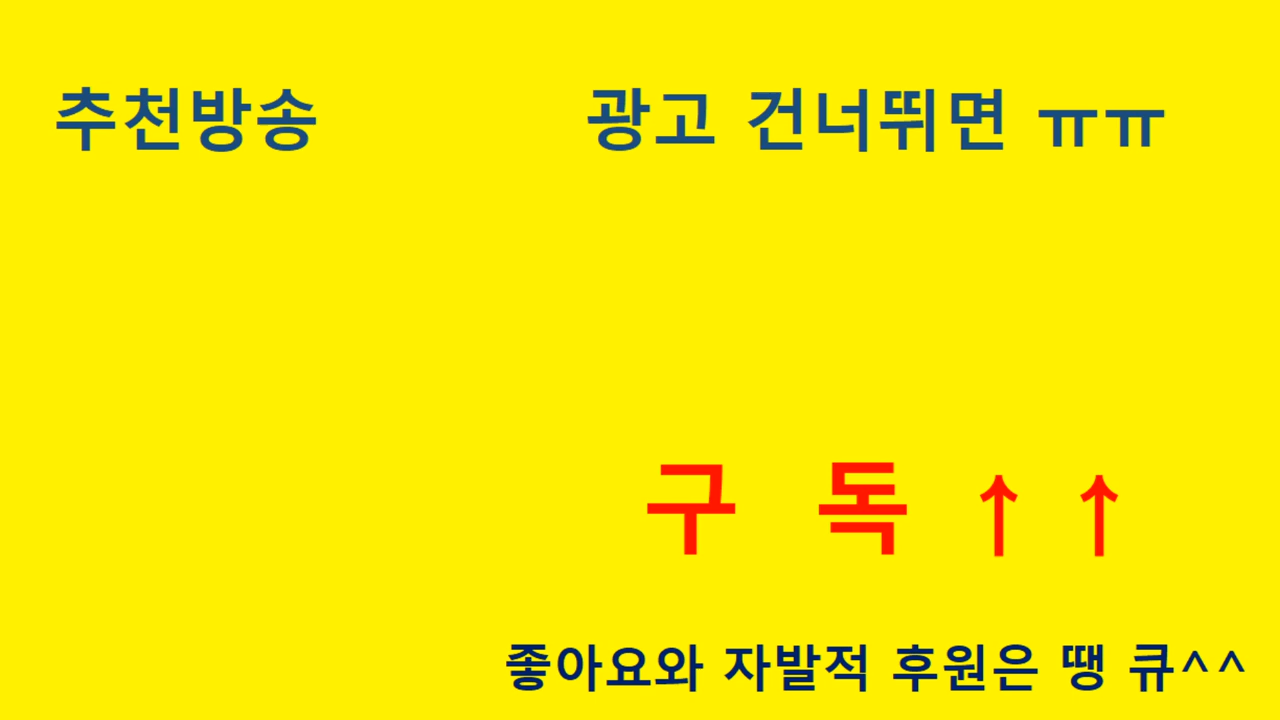 추천방송
광고 건너뛰면 ㅠㅠ
구 독 ↑ ↑
좋아요와 자발적 후원은 땡 큐^^